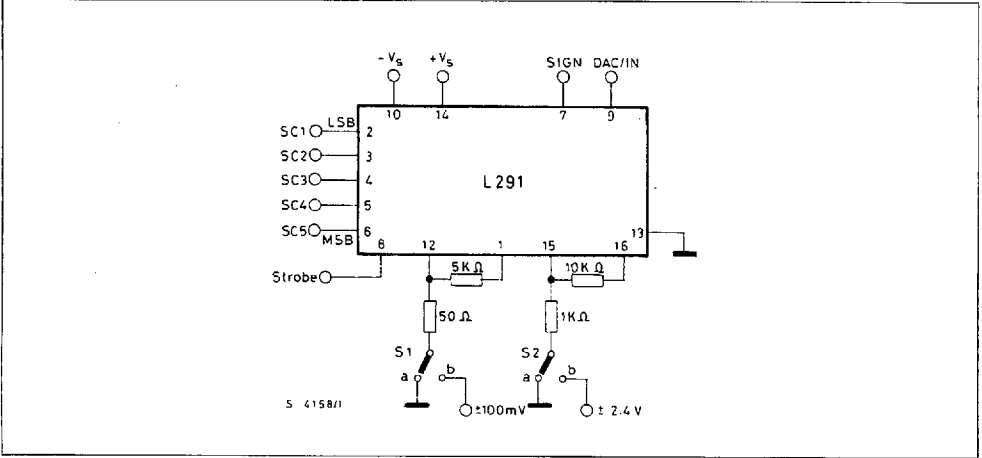 -Vs +Vs SIGN DAC/IN
10 14 7 9
SC1 LSB 2
SC2 3
SC3 4
L291
SC4 5
SC5 6 13
MSB 8 12 1 15 16
Strobe 5KΩ 10KΩ
50Ω 1KΩ
S1 S2
a b a b
S 4158/1 ±100mV ± 2.4V